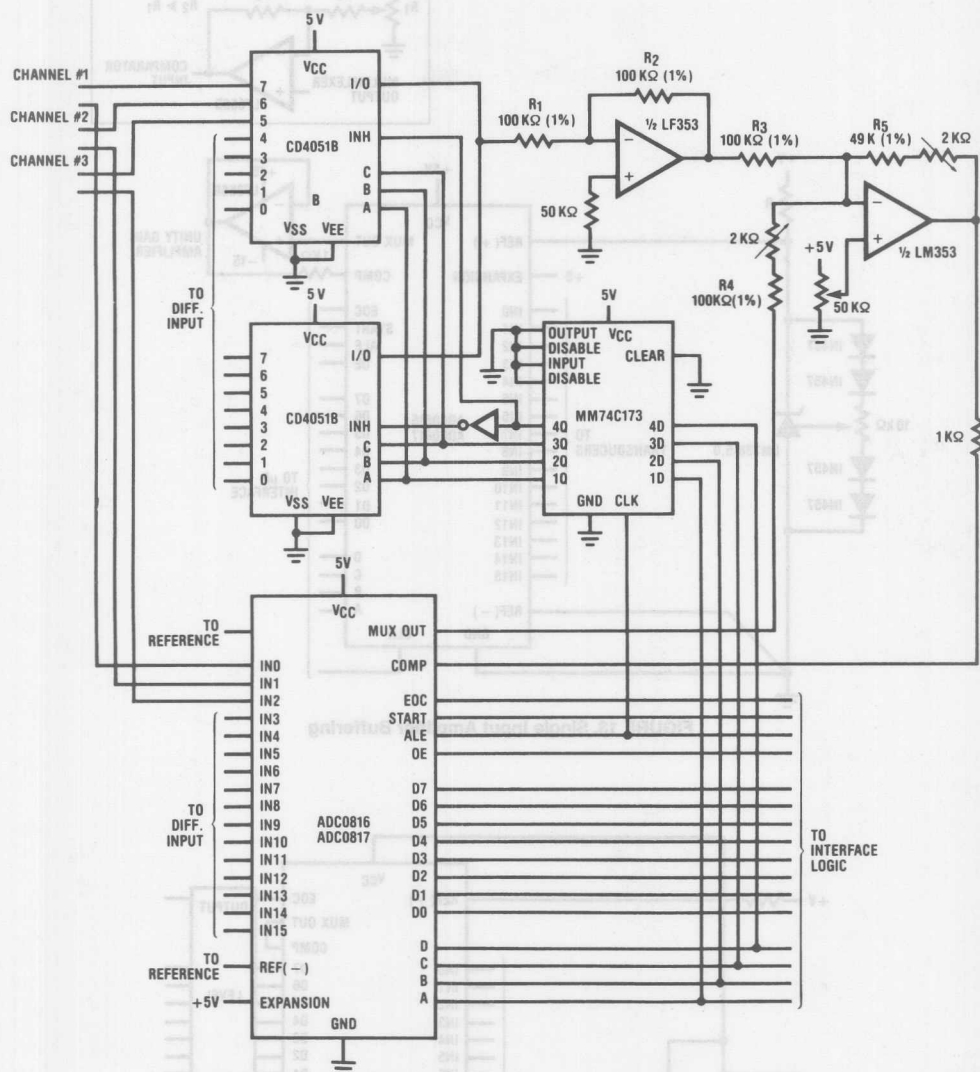 5 V
CHANNEL #1
CHANNEL #2
CHANNEL #3
VCC
7
6
5
4
3
2
1
0
I/O
INH
C
B
A
CD4051B
B
VSS VEE
TO
DIFF.
INPUT
5 V
VCC
7
6
5
4
3
2
1
0
I/O
CD4051B
INH
C
B
A
VSS VEE
R1
100 KΩ (1%)
R2
100 KΩ (1%)
½ LF353
50 KΩ
R3
100 KΩ (1%)
R5
49 K (1%)
2 KΩ
½ LM353
2 KΩ
R4
100KΩ(1%)
+5 V
50 KΩ
1 KΩ
5V
OUTPUT
DISABLE
INPUT
DISABLE
VCC
CLEAR
MM74C173
4Q
3Q
2Q
1Q
4D
3D
2D
1D
GND CLK
5V
VCC
TO
REFERENCE
MUX OUT
COMP
IN0
IN1
IN2
IN3
IN4
IN5
IN6
IN7
IN8
IN9
IN10
IN11
IN12
IN13
IN14
IN15
TO
DIFF.
INPUT
ADC0816
ADC0817
EOC
START
ALE
OE
D7
D6
D5
D4
D3
D2
D1
D0
D
C
B
A
TO
INTERFACE
LOGIC
TO
REFERENCE
REF(−)
+5V
EXPANSION
GND
FIGURE 13. Single Input Amplifier Buffering